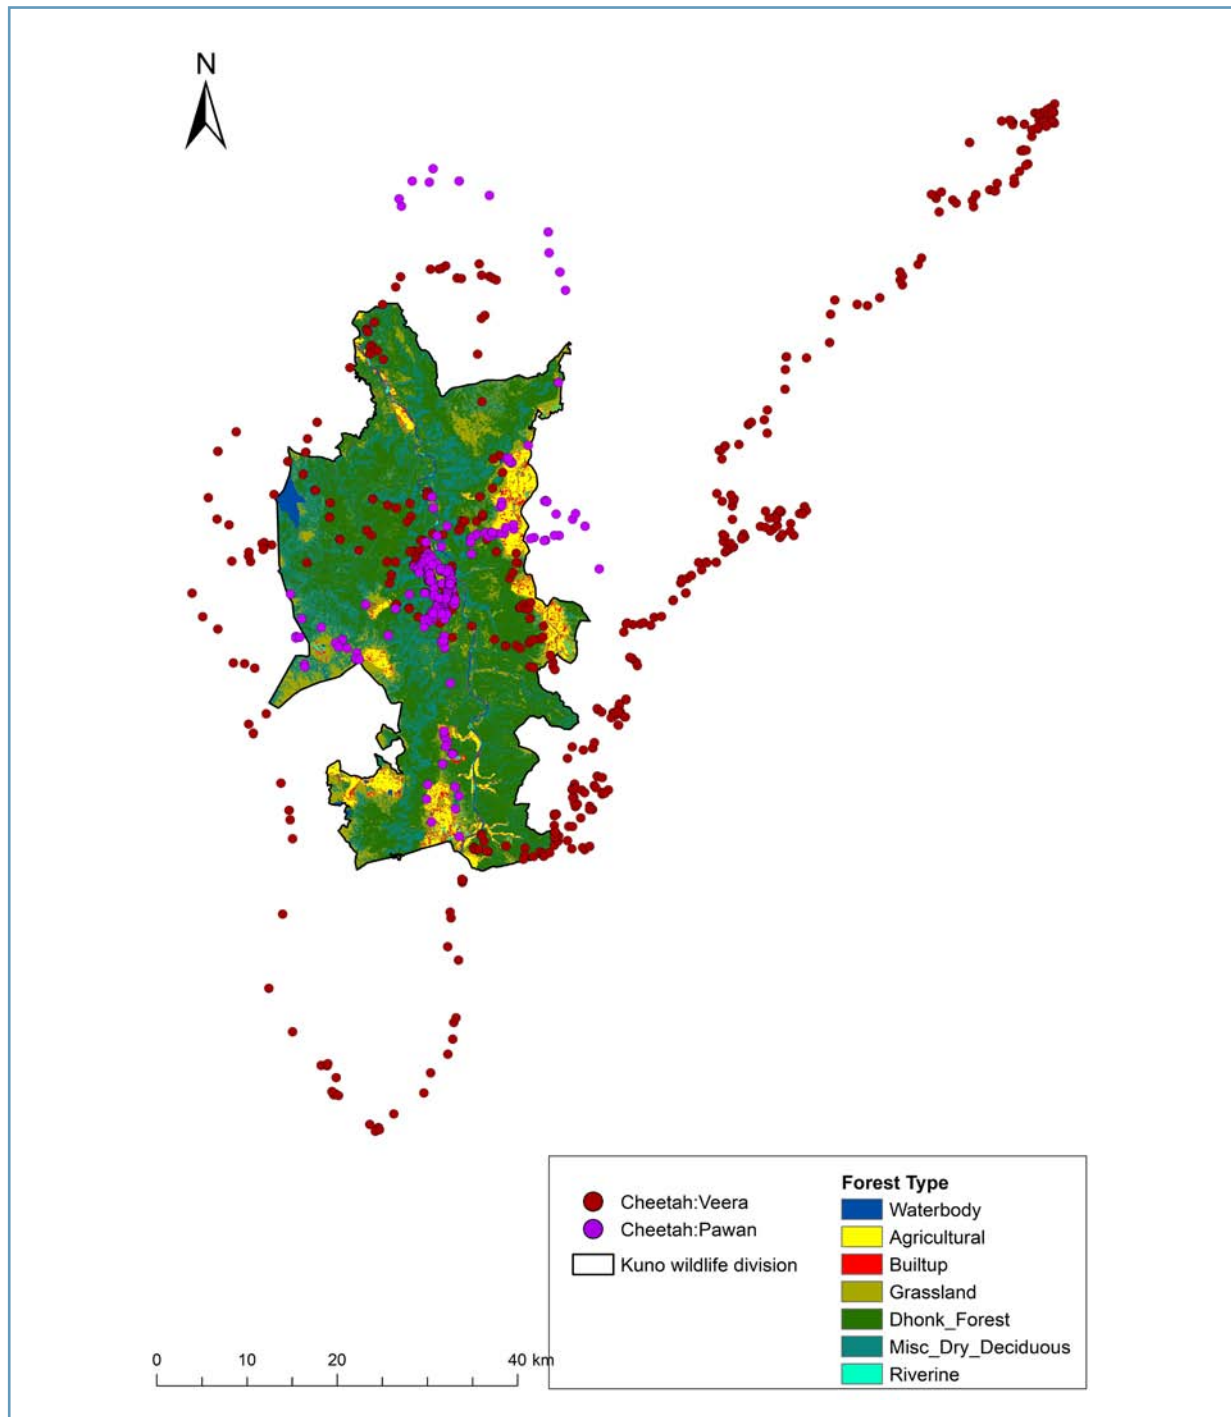 N
Cheetah:Veera
Cheetah:Pawan
Kuno wildlife division
Forest Type
Waterbody
Agricultural
Builtup
Grassland
Dhonk_Forest
Misc_Dry_Deciduous
Riverine
0 10 20 40 km